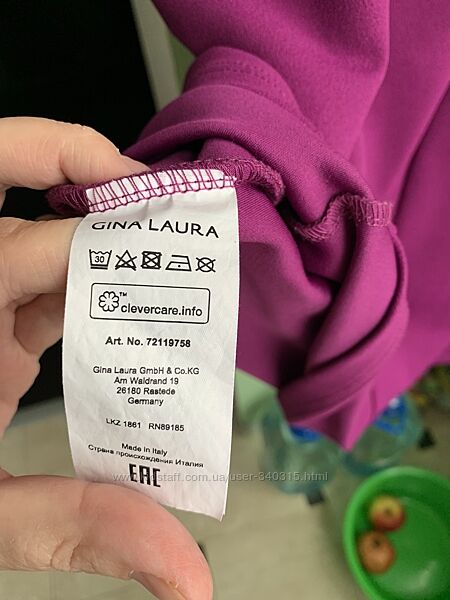 GINA LAURA
30
TM
clevercare.info
Art. No. 72119758
Gina Laura GmbH & Co.KG
Am Waldrand 19
26180 Rastede
Germany
LKZ 1861 RN89185
Made in Italy
Страна происхождения Италия
EAC